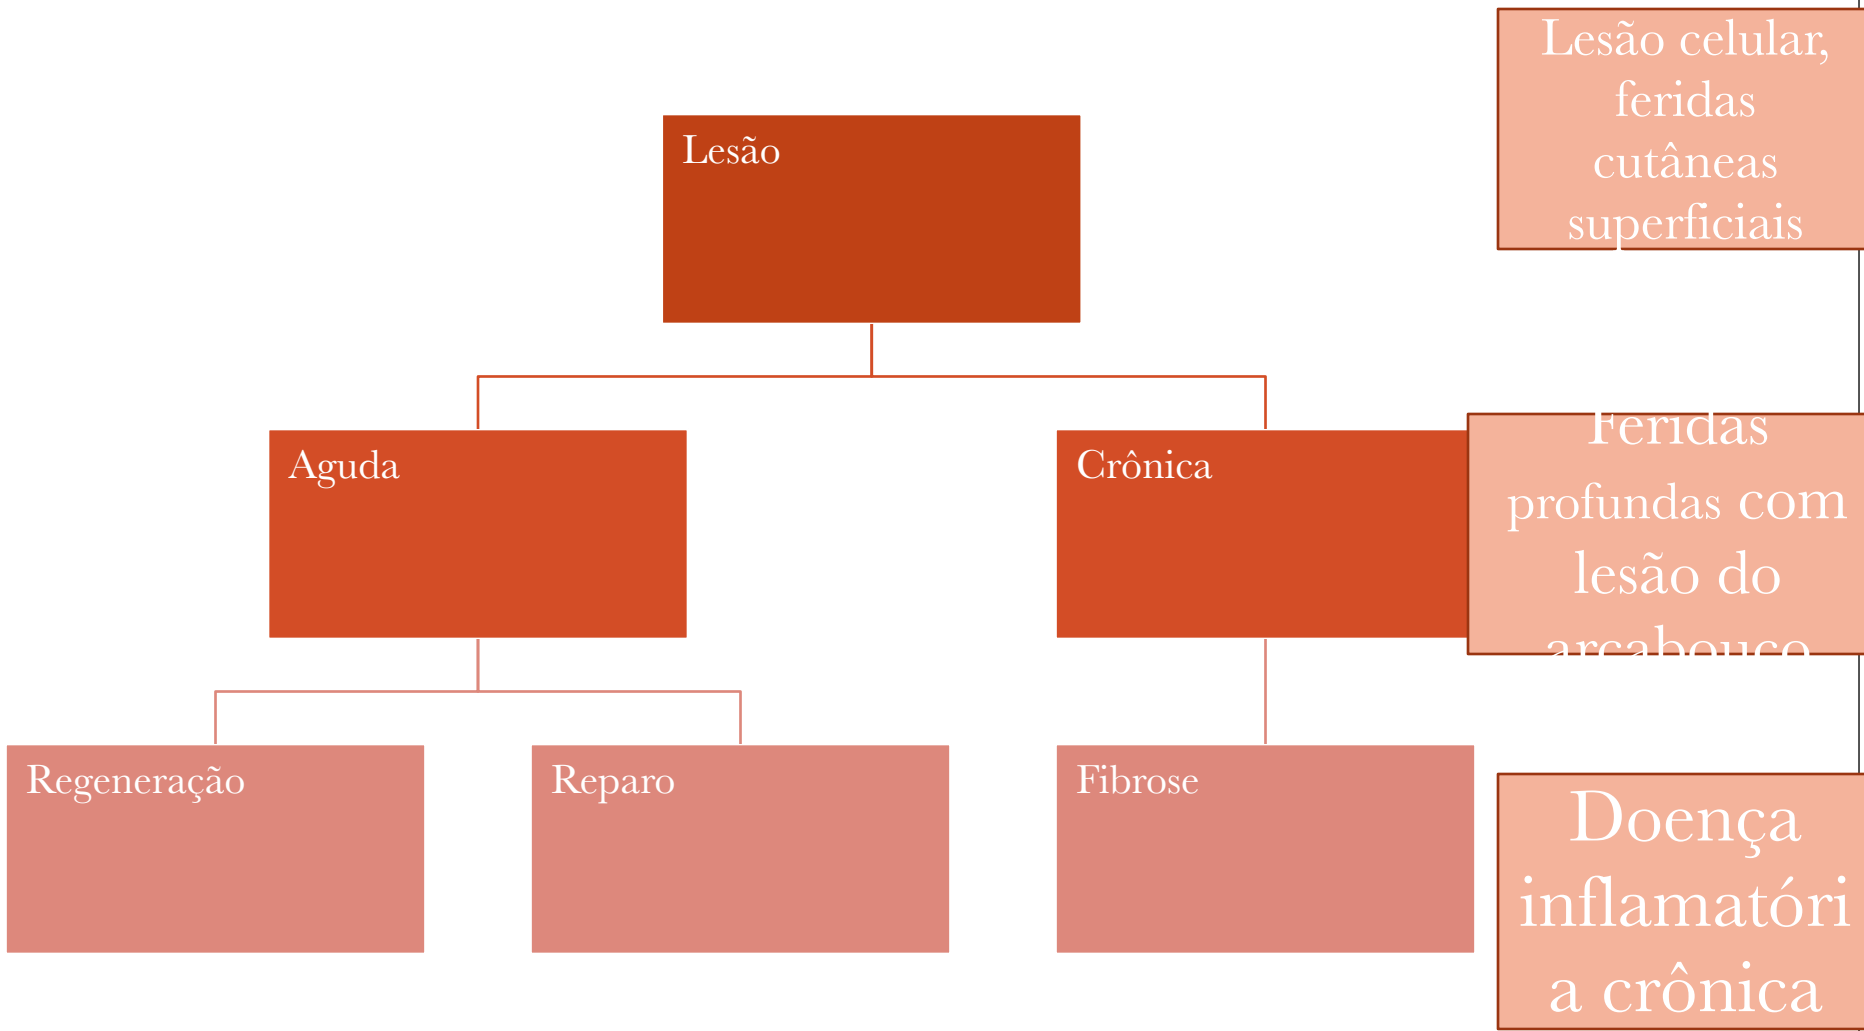 Lesão
Aguda
Crônica
Regeneração
Reparo
Fibrose
Lesão celular,
feridas
cutâneas
superficiais
Feridas
profundas com
lesão do
arcabouço
Doença
inflamatóri
a crônica